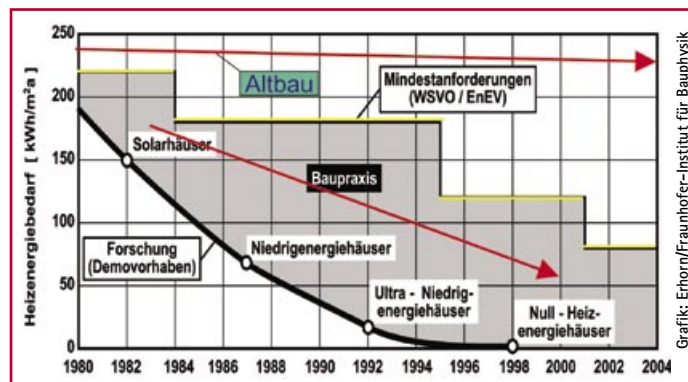 Heizenergiebedarf [ kWh/m²a ]
250
200
150
100
50
0
Altbau
Mindestanforderungen
(WSVO / EnEV)
Solarhäuser
Baupraxis
Forschung
(Demovorhaben)
Niedrigenergiehäuser
Ultra - Niedrig-
energiehäuser
Null - Heiz-
energiehäuser
1980 1982 1984 1986 1988 1990 1992 1994 1996 1998 2000 2002 2004
Grafik: Erhorn/Fraunhofer-Institut für Bauphysik